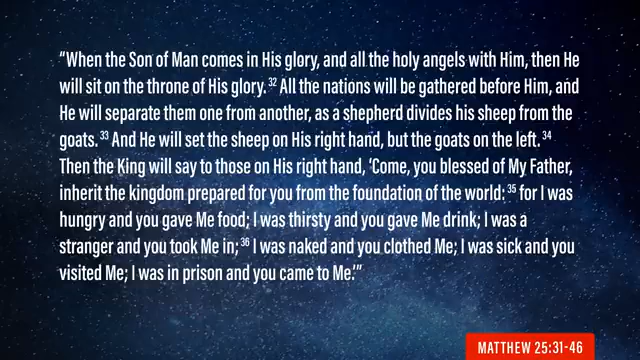 “When the Son of Man comes in His glory, and all the holy angels with Him, then He
will sit on the throne of His glory. 32 All the nations will be gathered before Him, and
He will separate them one from another, as a shepherd divides his sheep from the
goats. 33 And He will set the sheep on His right hand, but the goats on the left. 34
Then the King will say to those on His right hand, ‘Come, you blessed of My Father,
inherit the kingdom prepared for you from the foundation of the world: 35 for I was
hungry and you gave Me food; I was thirsty and you gave Me drink; I was a
stranger and you took Me in; 36 I was naked and you clothed Me; I was sick and you
visited Me; I was in prison and you came to Me.’”
MATTHEW 25:31-46